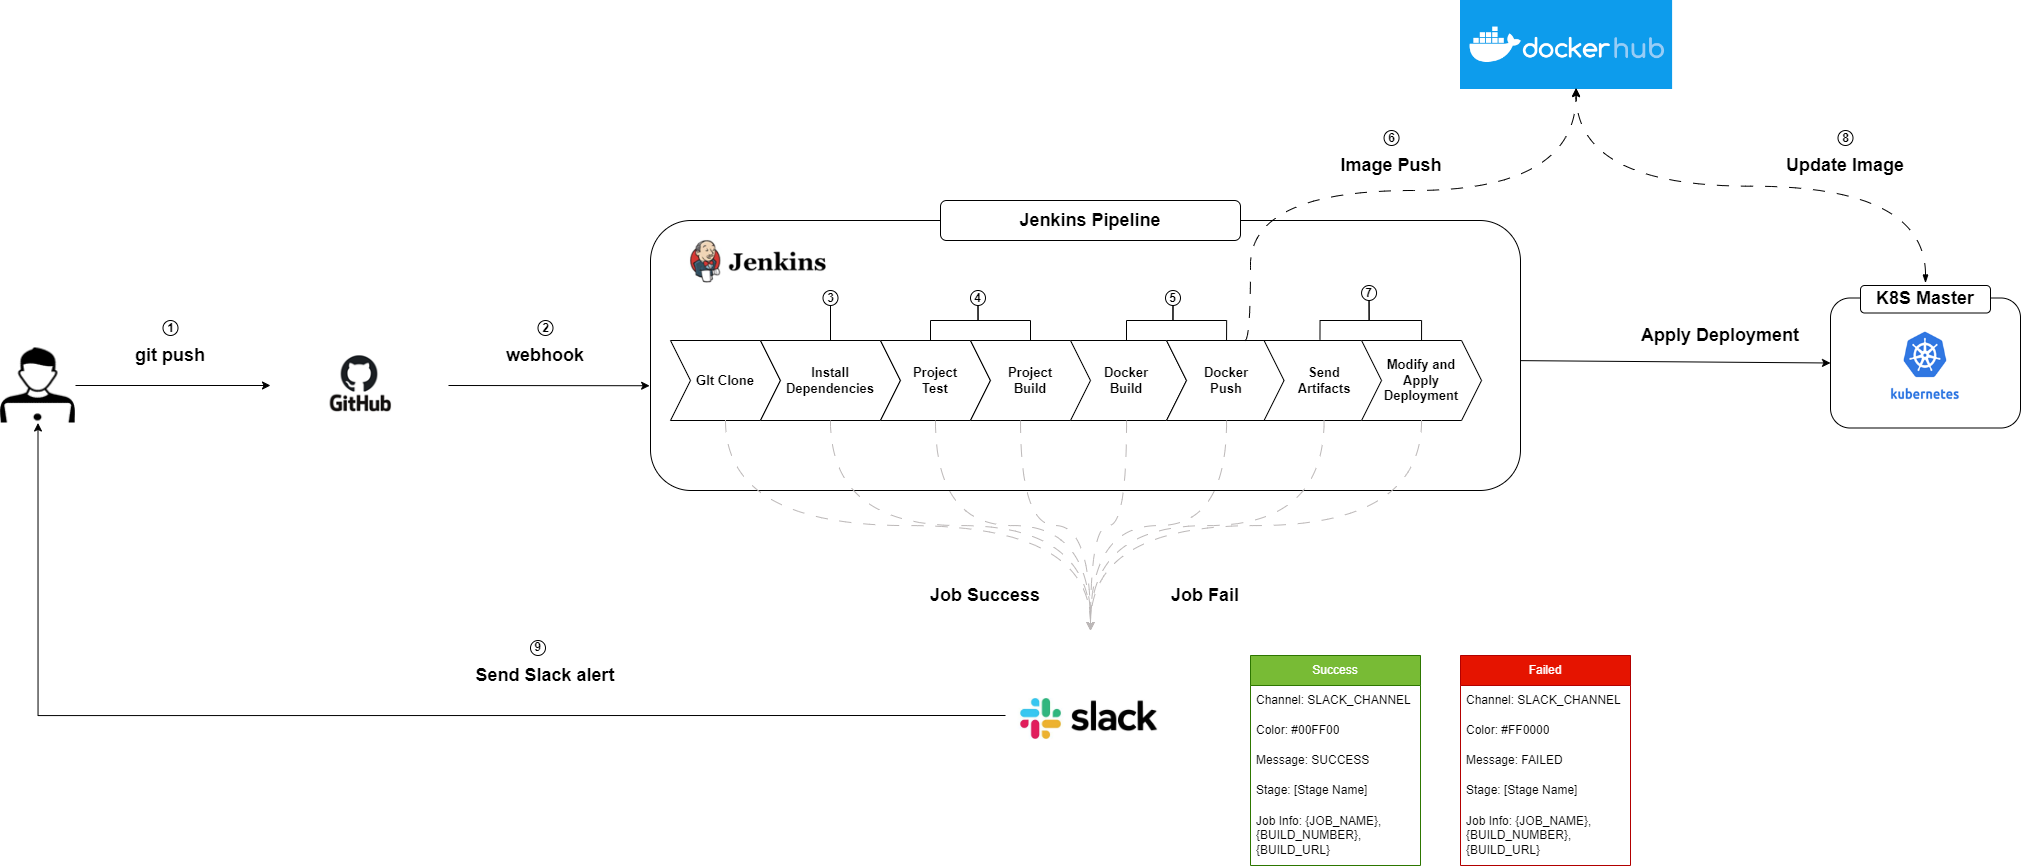 docker hub
⑥
Image Push
⑧
Update Image
Jenkins Pipeline
Jenkins
①
git push
②
webhook
③
④
⑤
⑦
GitHub
GIt Clone
Install
Dependencies
Project
Test
Project
Build
Docker
Build
Docker
Push
Send
Artifacts
Modify and
Apply
Deployment
Apply Deployment
K8S Master
kubernetes
Job Success
Job Fail
⑨
Send Slack alert
slack
Success
Channel: SLACK_CHANNEL
Color: #00FF00
Message: SUCCESS
Stage: [Stage Name]
Job Info: {JOB_NAME},
{BUILD_NUMBER},
{BUILD_URL}
Failed
Channel: SLACK_CHANNEL
Color: #FF0000
Message: FAILED
Stage: [Stage Name]
Job Info: {JOB_NAME},
{BUILD_NUMBER},
{BUILD_URL}